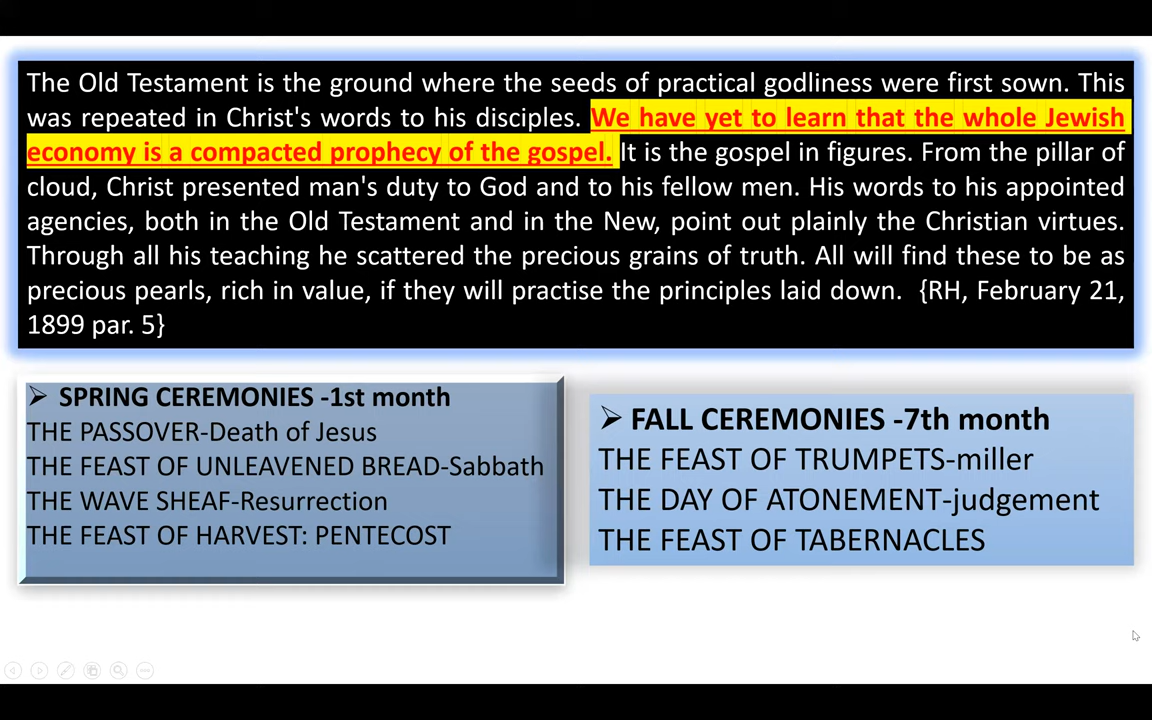 The Old Testament is the ground where the seeds of practical godliness were first sown. This
was repeated in Christ's words to his disciples. We have yet to learn that the whole Jewish
economy is a compacted prophecy of the gospel. It is the gospel in figures. From the pillar of
cloud, Christ presented man's duty to God and to his fellow men. His words to his appointed
agencies, both in the Old Testament and in the New, point out plainly the Christian virtues.
Through all his teaching he scattered the precious grains of truth. All will find these to be as
precious pearls, rich in value, if they will practise the principles laid down. {RH, February 21,
1899 par. 5}
➢ SPRING CEREMONIES -1st month
THE PASSOVER-Death of Jesus
THE FEAST OF UNLEAVENED BREAD-Sabbath
THE WAVE SHEAF-Resurrection
THE FEAST OF HARVEST: PENTECOST
➢ FALL CEREMONIES -7th month
THE FEAST OF TRUMPETS-miller
THE DAY OF ATONEMENT-judgement
THE FEAST OF TABERNACLES